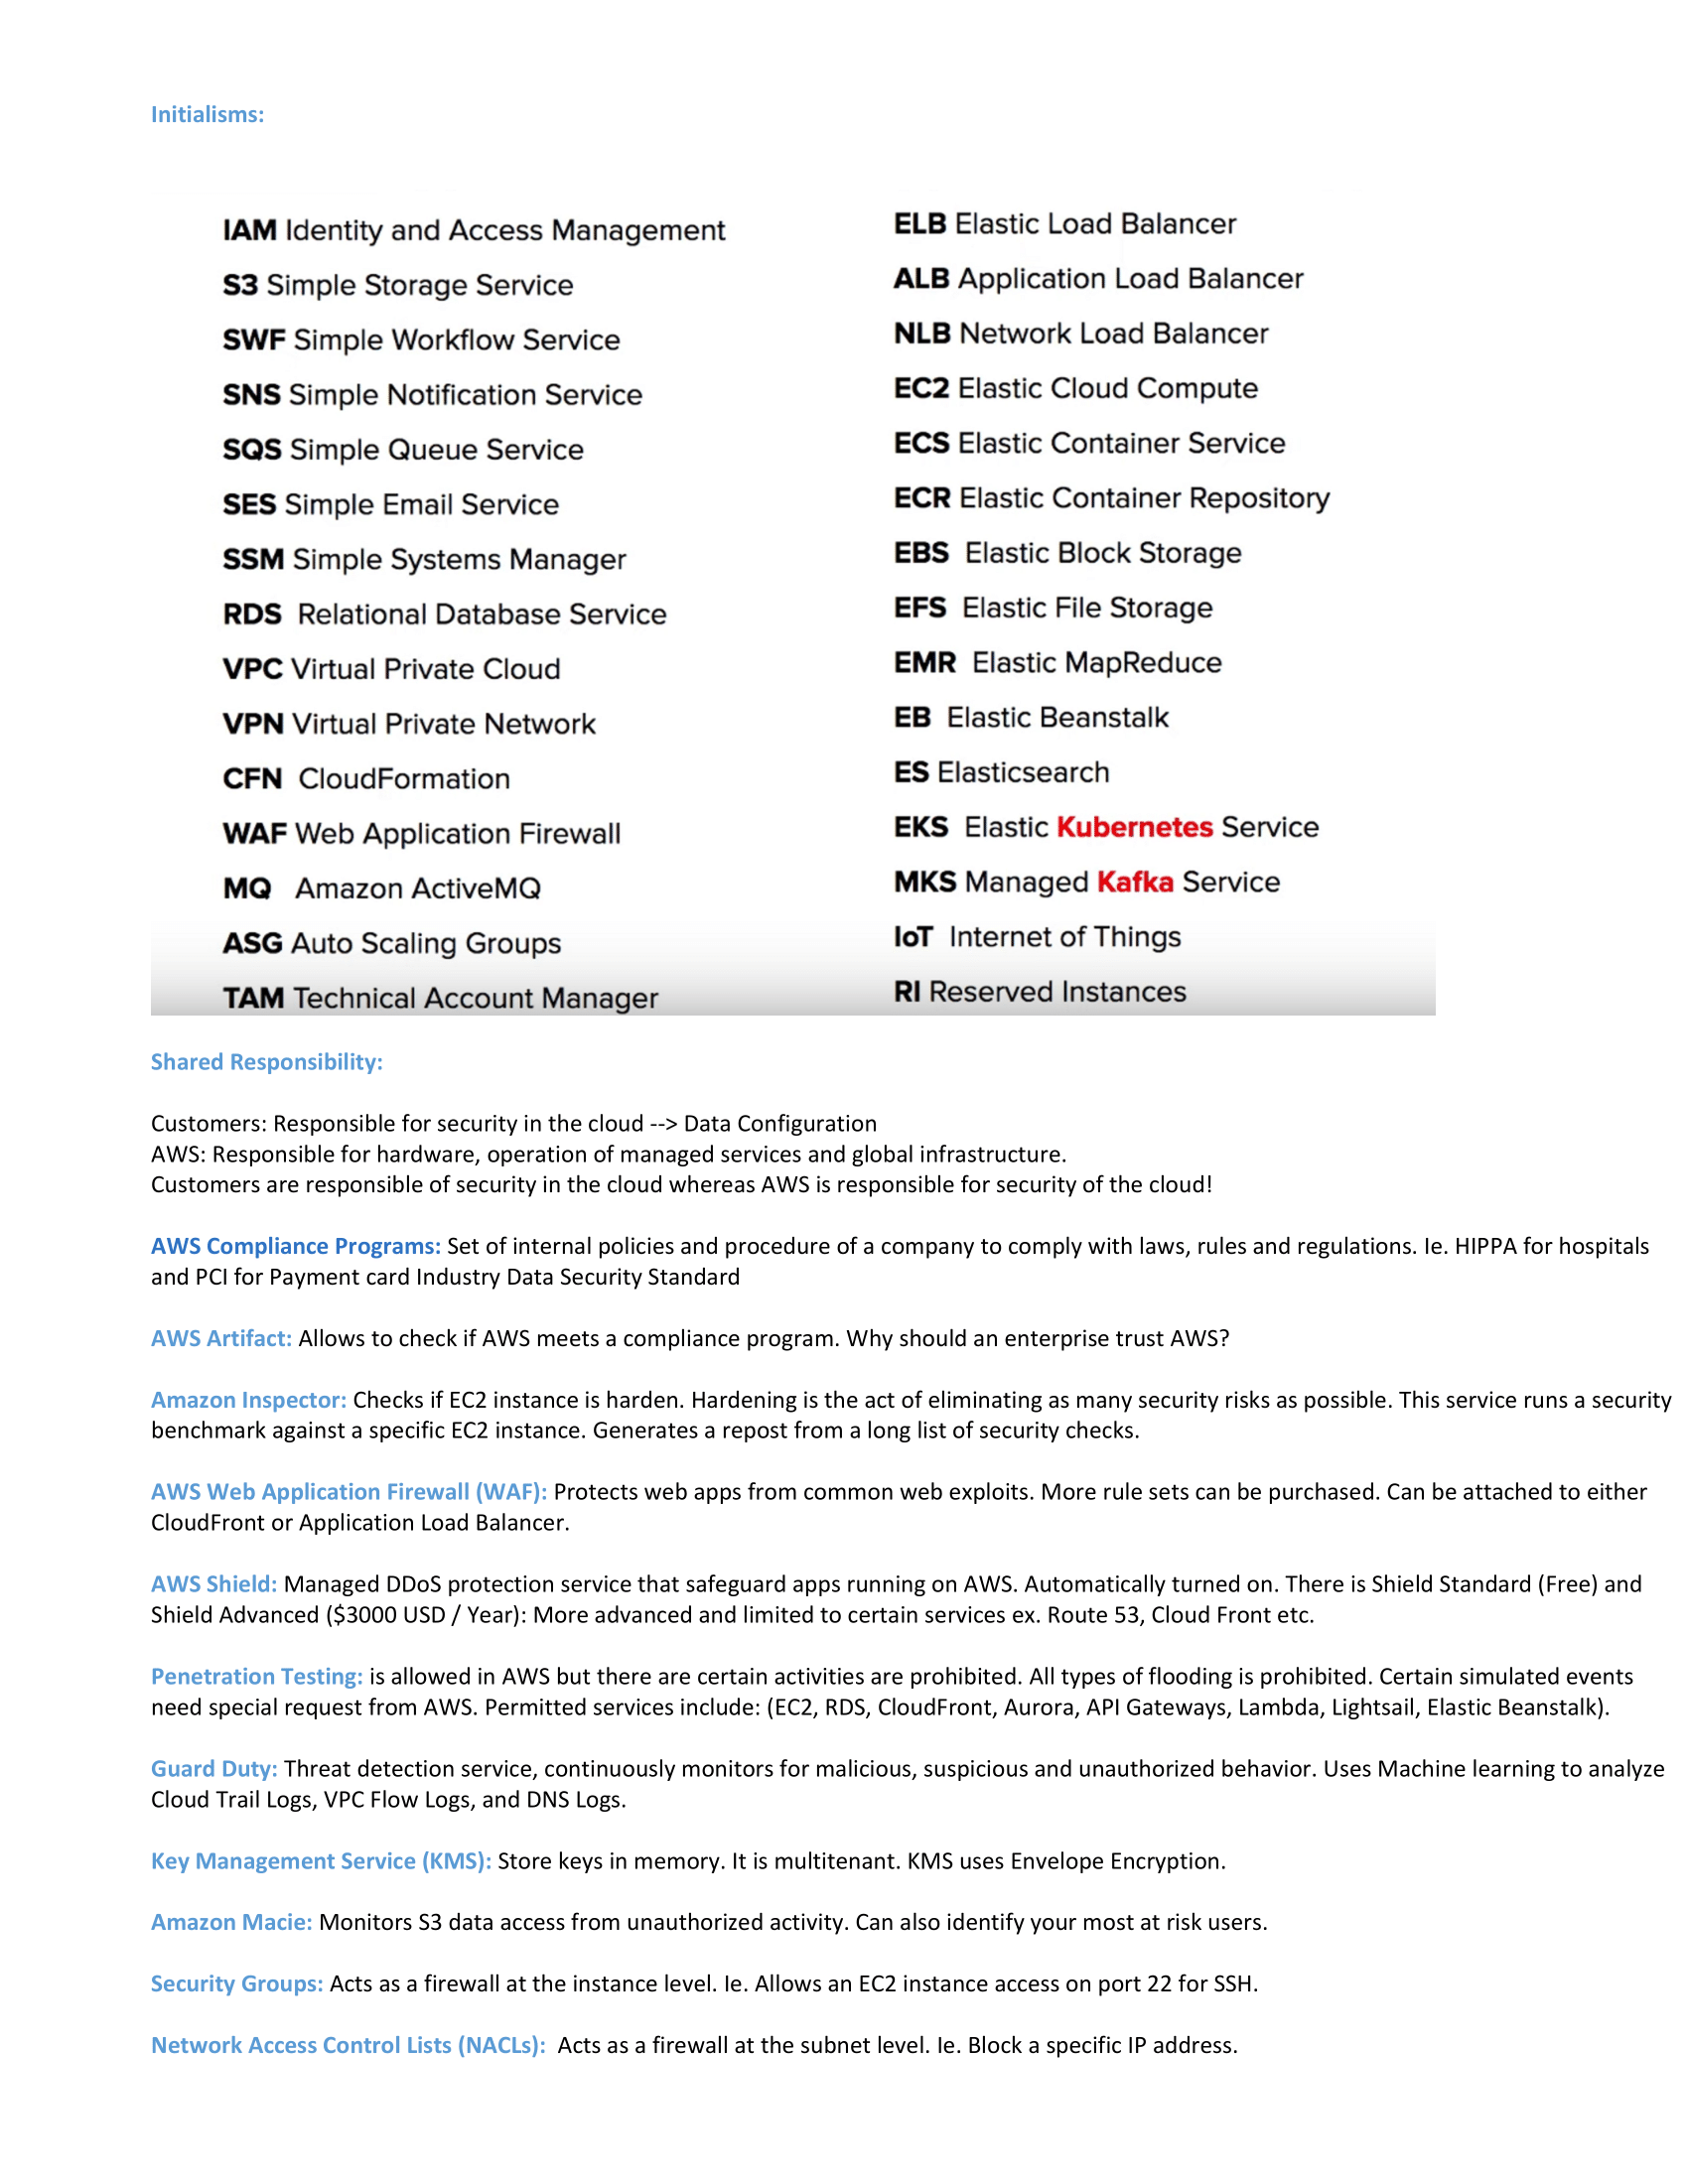 Initialisms:
IAM Identity and Access Management
S3 Simple Storage Service
SWF Simple Workflow Service
SNS Simple Notification Service
SQS Simple Queue Service
SES Simple Email Service
SSM Simple Systems Manager
RDS Relational Database Service
VPC Virtual Private Cloud
VPN Virtual Private Network
CFN CloudFormation
WAF Web Application Firewall
MQ Amazon ActiveMQ
ASG Auto Scaling Groups
TAM Technical Account Manager
ELB Elastic Load Balancer
ALB Application Load Balancer
NLB Network Load Balancer
EC2 Elastic Cloud Compute
ECS Elastic Container Service
ECR Elastic Container Repository
EBS Elastic Block Storage
EFS Elastic File Storage
EMR Elastic MapReduce
EB Elastic Beanstalk
ES Elasticsearch
EKS Elastic Kubernetes Service
MKS Managed Kafka Service
IoT Internet of Things
RI Reserved Instances
Shared Responsibility:
Customers: Responsible for security in the cloud --> Data Configuration
AWS: Responsible for hardware, operation of managed services and global infrastructure.
Customers are responsible of security in the cloud whereas AWS is responsible for security of the cloud!
AWS Compliance Programs: Set of internal policies and procedure of a company to comply with laws, rules and regulations. Ie. HIPPA for hospitals
and PCI for Payment card Industry Data Security Standard
AWS Artifact: Allows to check if AWS meets a compliance program. Why should an enterprise trust AWS?
Amazon Inspector: Checks if EC2 instance is harden. Hardening is the act of eliminating as many security risks as possible. This service runs a security
benchmark against a specific EC2 instance. Generates a repost from a long list of security checks.
AWS Web Application Firewall (WAF): Protects web apps from common web exploits. More rule sets can be purchased. Can be attached to either
CloudFront or Application Load Balancer.
AWS Shield: Managed DDoS protection service that safeguard apps running on AWS. Automatically turned on. There is Shield Standard (Free) and
Shield Advanced ($3000 USD / Year): More advanced and limited to certain services ex. Route 53, Cloud Front etc.
Penetration Testing: is allowed in AWS but there are certain activities are prohibited. All types of flooding is prohibited. Certain simulated events
need special request from AWS. Permitted services include: (EC2, RDS, CloudFront, Aurora, API Gateways, Lambda, Lightsail, Elastic Beanstalk).
Guard Duty: Threat detection service, continuously monitors for malicious, suspicious and unauthorized behavior. Uses Machine learning to analyze
Cloud Trail Logs, VPC Flow Logs, and DNS Logs.
Key Management Service (KMS): Store keys in memory. It is multitenant. KMS uses Envelope Encryption.
Amazon Macie: Monitors S3 data access from unauthorized activity. Can also identify your most at risk users.
Security Groups: Acts as a firewall at the instance level. Ie. Allows an EC2 instance access on port 22 for SSH.
Network Access Control Lists (NACLs): Acts as a firewall at the subnet level. Ie. Block a specific IP address.